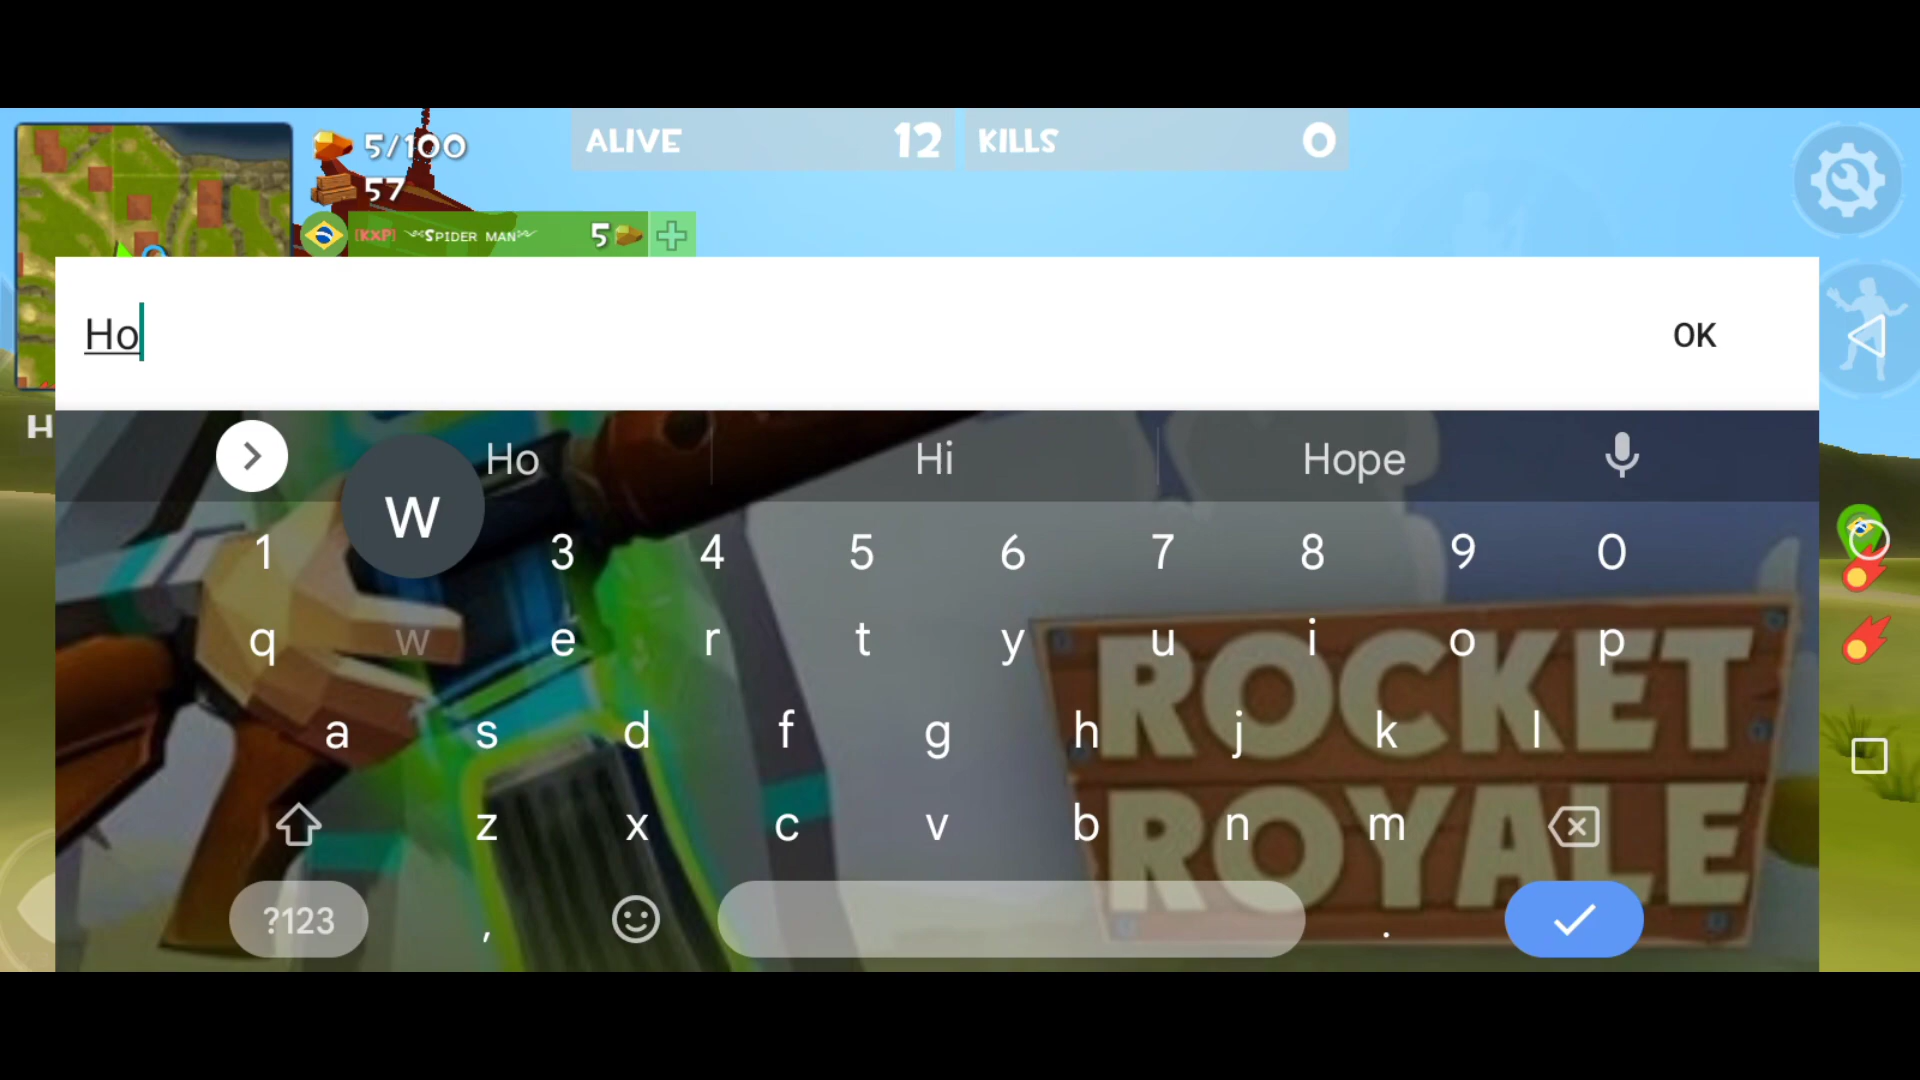 5/100
ALIVE 12 KILLS 0
57
[KXP] SPIDER MAN 5
Ho
OK
H
Ho Hi Hope
W
1 3 4 5 6 7 8 9 0
q w e r t y u i o p
a s d f g h j k l
z x c v b n m
?123 , .
ROCKET
ROYALE